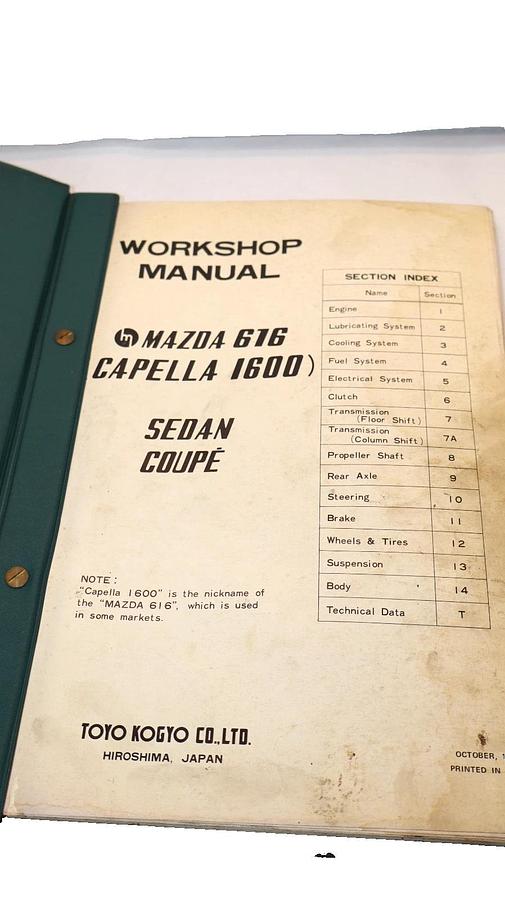 WORKSHOP
MANUAL
MAZDA 616
CAPELLA 1600)
SEDAN
COUPÉ
NOTE:
"Capella 1600" is the nickname of
the "MAZDA 616", which is used
in some markets.
TOYO KOGYO CO.,LTD.
HIROSHIMA, JAPAN
SECTION INDEX
Name Section
Engine 1
Lubricating System 2
Cooling System 3
Fuel System 4
Electrical System 5
Clutch 6
Transmission
(Floor Shift) 7
Transmission
(Column Shift) 7A
Propeller Shaft 8
Rear Axle 9
Steering 10
Brake 11
Wheels & Tires 12
Suspension 13
Body 14
Technical Data T
OCTOBER, 1
PRINTED IN